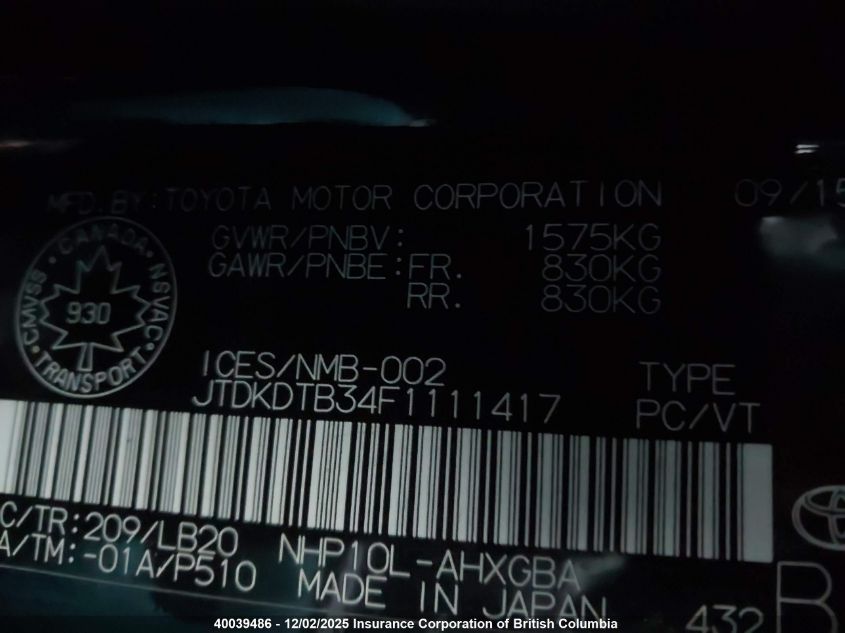 MFD.BY:TOYOTA MOTOR CORPORATION 09/15
GVWR/PNBV: 1575KG
GAWR/PNBE:FR. 830KG
RR. 830KG
CMVSS • CANADA • NSVAC • TRANSPORT
930
ICES/NMB-002 TYPE
JTDKDTB34F1111417 PC/VT
C/TR:209/LB20 NHP10L-AHXGBA
A/TM:-01A/P510 MADE IN JAPAN 432 B
40039486 - 12/02/2025 Insurance Corporation of British Columbia